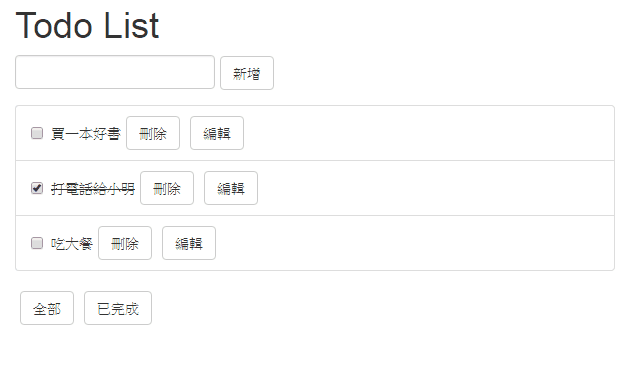 Todo List
新增
買一本好書 刪除 編輯
打電話給小明 刪除 編輯
吃大餐 刪除 編輯
全部 已完成